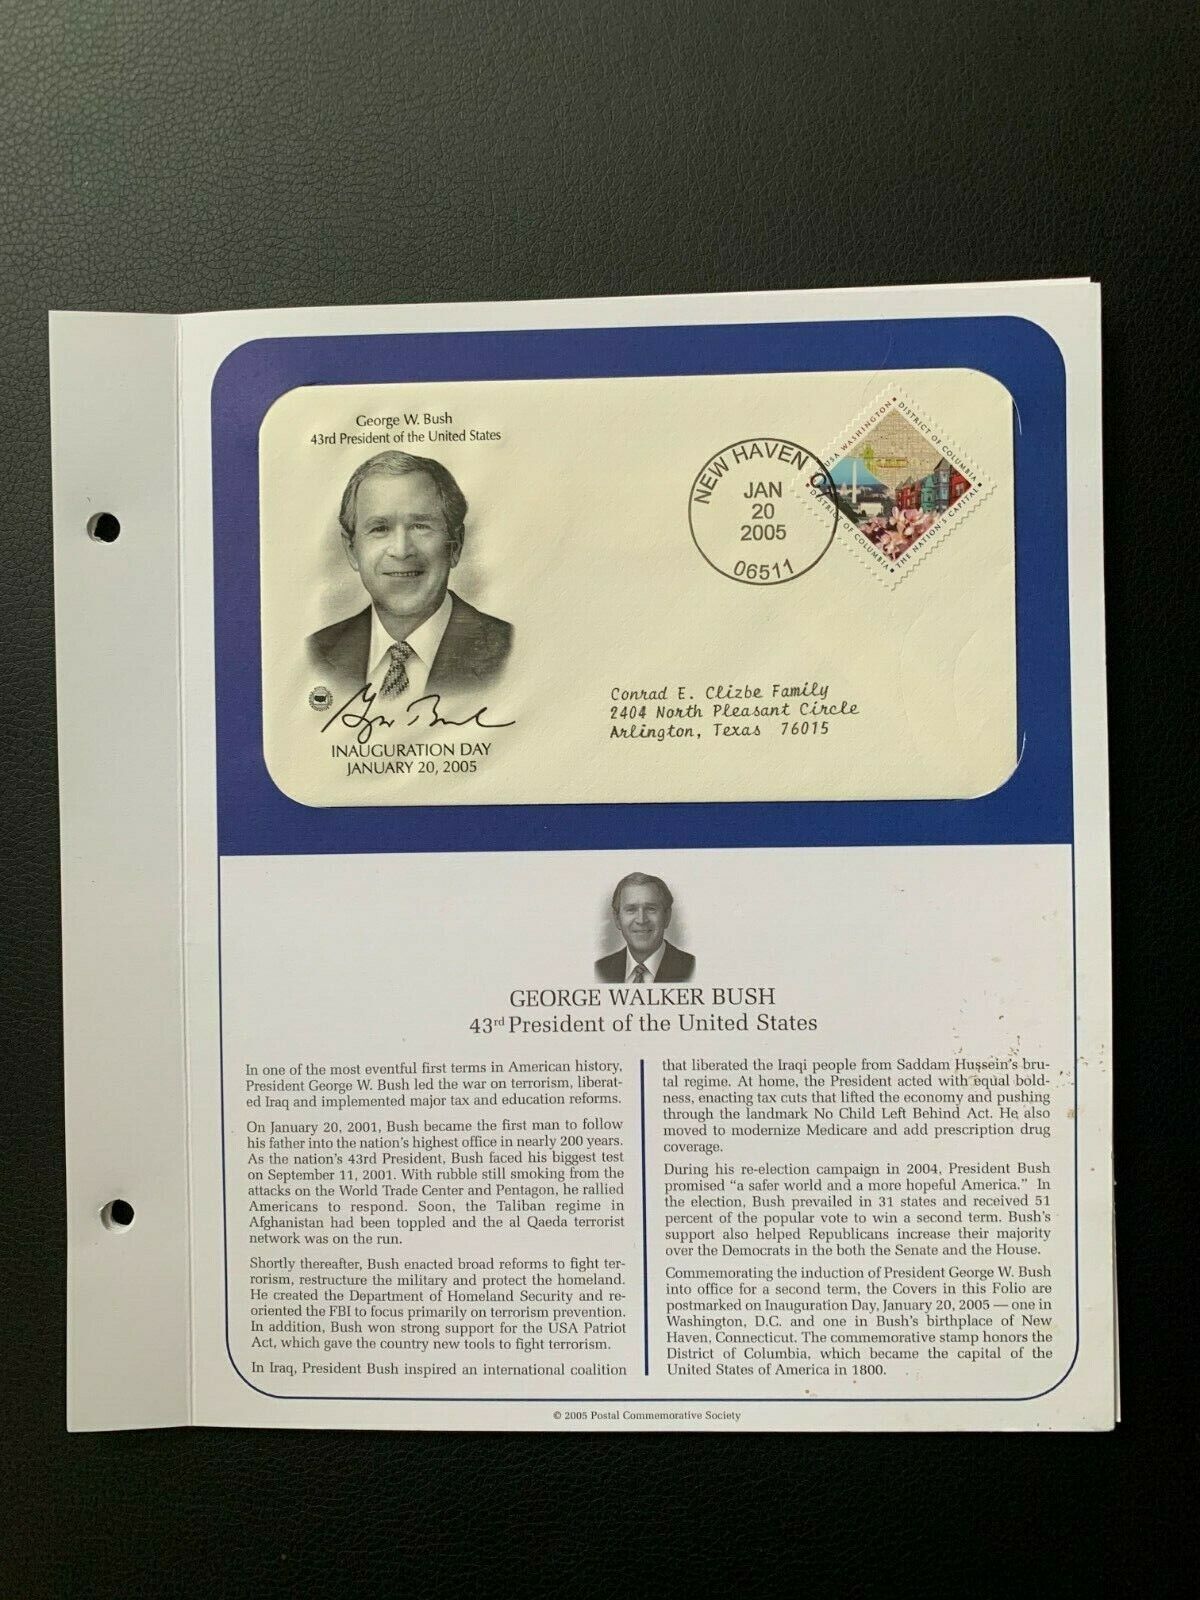 George W. Bush
43rd President of the United States
NEW HAVEN CT
JAN
20
2005
06511
USA WASHINGTON • DISTRICT OF COLUMBIA
DISTRICT OF COLUMBIA • THE NATION'S CAPITAL
Conrad E. Clizbe Family
2404 North Pleasant Circle
Arlington, Texas 76015
George Bush
INAUGURATION DAY
JANUARY 20, 2005
GEORGE WALKER BUSH
43rd President of the United States
In one of the most eventful first terms in American history,
President George W. Bush led the war on terrorism, liberat-
ed Iraq and implemented major tax and education reforms.
On January 20, 2001, Bush became the first man to follow
his father into the nation's highest office in nearly 200 years.
As the nation's 43rd President, Bush faced his biggest test
on September 11, 2001. With rubble still smoking from the
attacks on the World Trade Center and Pentagon, he rallied
Americans to respond. Soon, the Taliban regime in
Afghanistan had been toppled and the al Qaeda terrorist
network was on the run.
Shortly thereafter, Bush enacted broad reforms to fight ter-
rorism, restructure the military and protect the homeland.
He created the Department of Homeland Security and re-
oriented the FBI to focus primarily on terrorism prevention.
In addition, Bush won strong support for the USA Patriot
Act, which gave the country new tools to fight terrorism.
In Iraq, President Bush inspired an international coalition
that liberated the Iraqi people from Saddam Hussein's bru-
tal regime. At home, the President acted with equal bold-
ness, enacting tax cuts that lifted the economy and pushing
through the landmark No Child Left Behind Act. He also
moved to modernize Medicare and add prescription drug
coverage.
During his re-election campaign in 2004, President Bush
promised “a safer world and a more hopeful America.” In
the election, Bush prevailed in 31 states and received 51
percent of the popular vote to win a second term. Bush's
support also helped Republicans increase their majority
over the Democrats in the both the Senate and the House.
Commemorating the induction of President George W. Bush
into office for a second term, the Covers in this Folio are
postmarked on Inauguration Day, January 20, 2005 — one in
Washington, D.C. and one in Bush's birthplace of New
Haven, Connecticut. The commemorative stamp honors the
District of Columbia, which became the capital of the
United States of America in 1800.
© 2005 Postal Commemorative Society